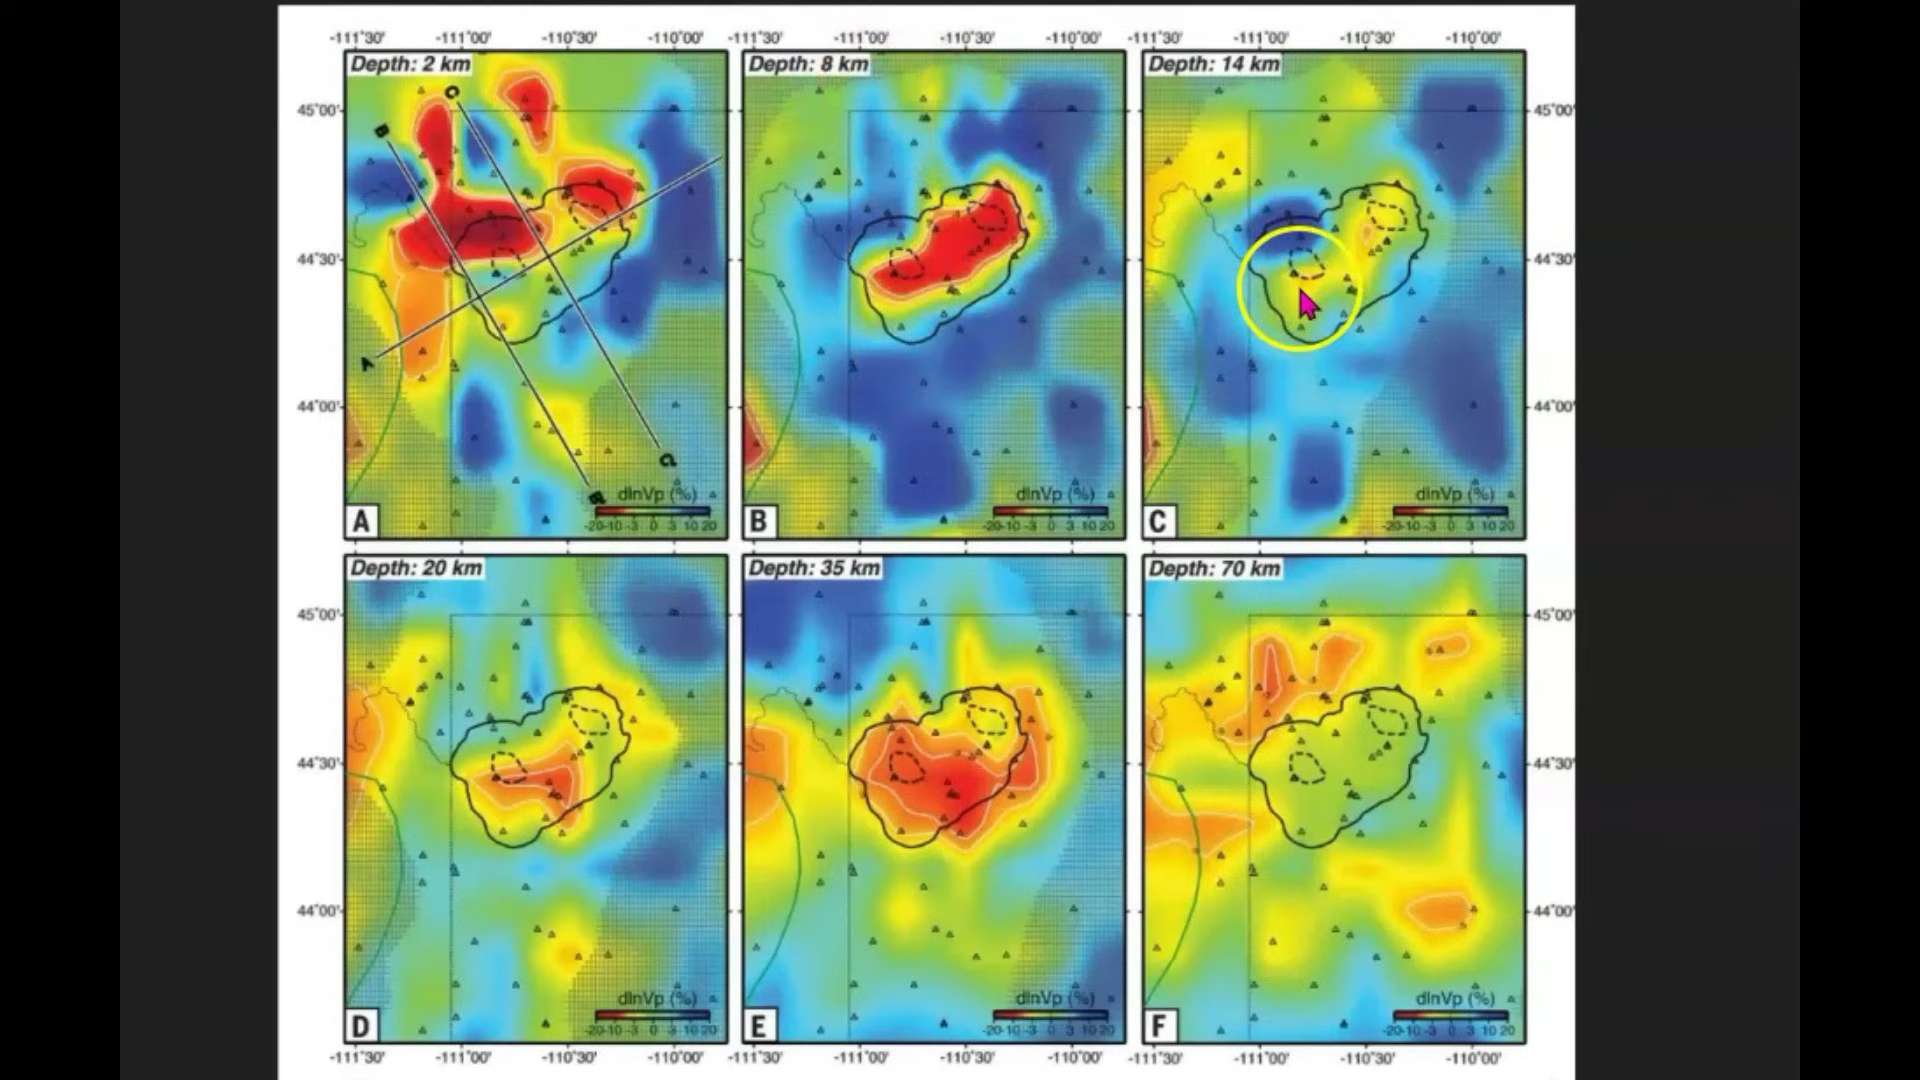 -111˚30' -111˚00' -110˚30' -110˚00'
-111˚30' -111˚00' -110˚30' -110˚00'
-111˚30' -111˚00' -110˚30' -110˚00'
Depth: 2 km
Depth: 8 km
Depth: 14 km
45˚00'
44˚30'
44˚00'
C
B
A
C'
B'
45˚00'
44˚30'
44˚00'
dlnVp (%)
-20-10 -3 0 3 10 20
A
dlnVp (%)
-20-10 -3 0 3 10 20
B
dlnVp (%)
-20-10 -3 0 3 10 20
C
Depth: 20 km
Depth: 35 km
Depth: 70 km
45˚00'
44˚30'
44˚00'
45˚00'
44˚30'
44˚00'
dlnVp (%)
-20-10 -3 0 3 10 20
D
dlnVp (%)
-20-10 -3 0 3 10 20
E
dlnVp (%)
-20-10 -3 0 3 10 20
F
-111˚30' -111˚00' -110˚30' -110˚00'
-111˚30' -111˚00' -110˚30' -110˚00'
-111˚30' -111˚00' -110˚30' -110˚00'